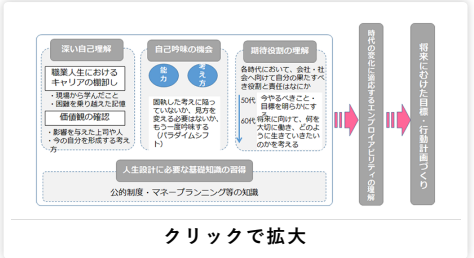 深い自己理解
職業人生における
キャリアの棚卸し
・現場から学んだこと
・困難を乗り越えた記憶
価値観の確認
・影響を与えた上司や人
・今の自分を形成する考え
方
自己吟味の機会
能
力
考
え方
固執した考えに陥っ
ていないか、見方を
変える必要はないか、
もう一度吟味する
(パラダイムシフ
ト)
期待役割の理解
各時代において、会社・社
会へ向けて自分の果たすべ
き役割と責任はなにか
50代
今やるべきこと・
目標を明らかにす
る
60代
将来に向けて、何を
大切に働き、どのよう
に生きていきたい
のかを考える
人生設計に必要な基礎知識の習得
公的制度・マネープランニング等の知識
時代の変化に適応するエンプロイアビリティの理解
将来にむけた目標・行動計画づくり
クリックで拡大